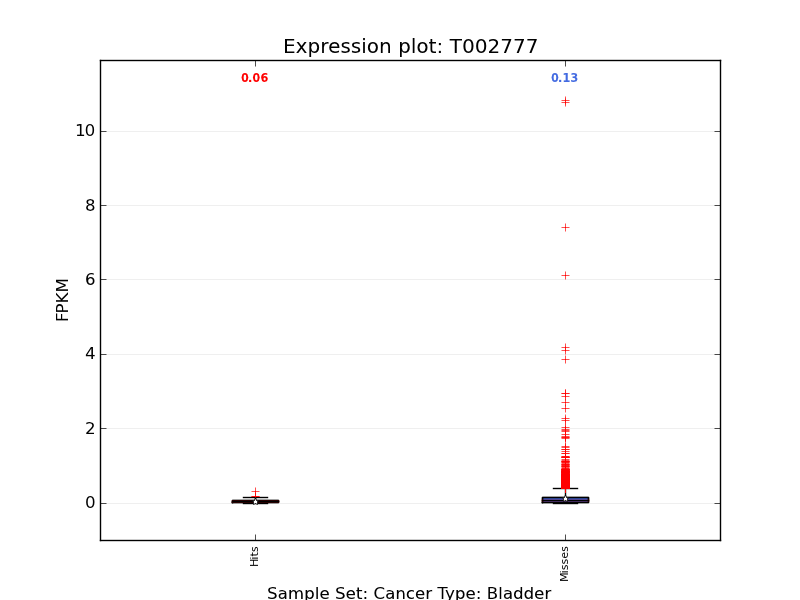 Expression plot: T002777
0.06
0.13
10
8
6
4
2
0
FPKM
Hits
Misses
Sample Set: Cancer Type: Bladder